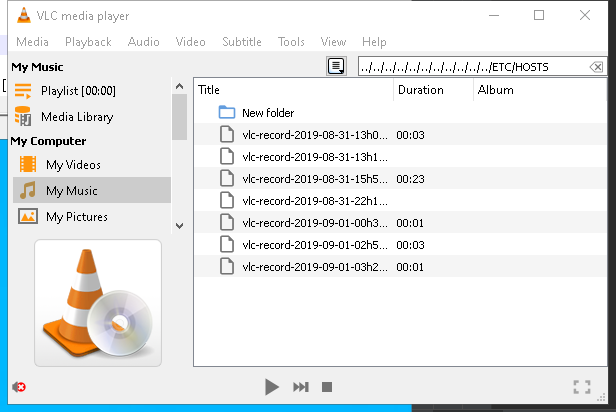 VLC media player
Media Playback Audio Video Subtitle Tools View Help
My Music
../../../../../../../../../../ETC/HOSTS
Playlist [00:00]
Media Library
My Computer
My Videos
My Music
My Pictures
Title Duration Album
New folder
vlc-record-2019-08-31-13h0... 00:03
vlc-record-2019-08-31-13h1...
vlc-record-2019-08-31-15h5... 00:23
vlc-record-2019-08-31-22h1...
vlc-record-2019-09-01-00h3... 00:01
vlc-record-2019-09-01-02h5... 00:03
vlc-record-2019-09-01-03h2... 00:01